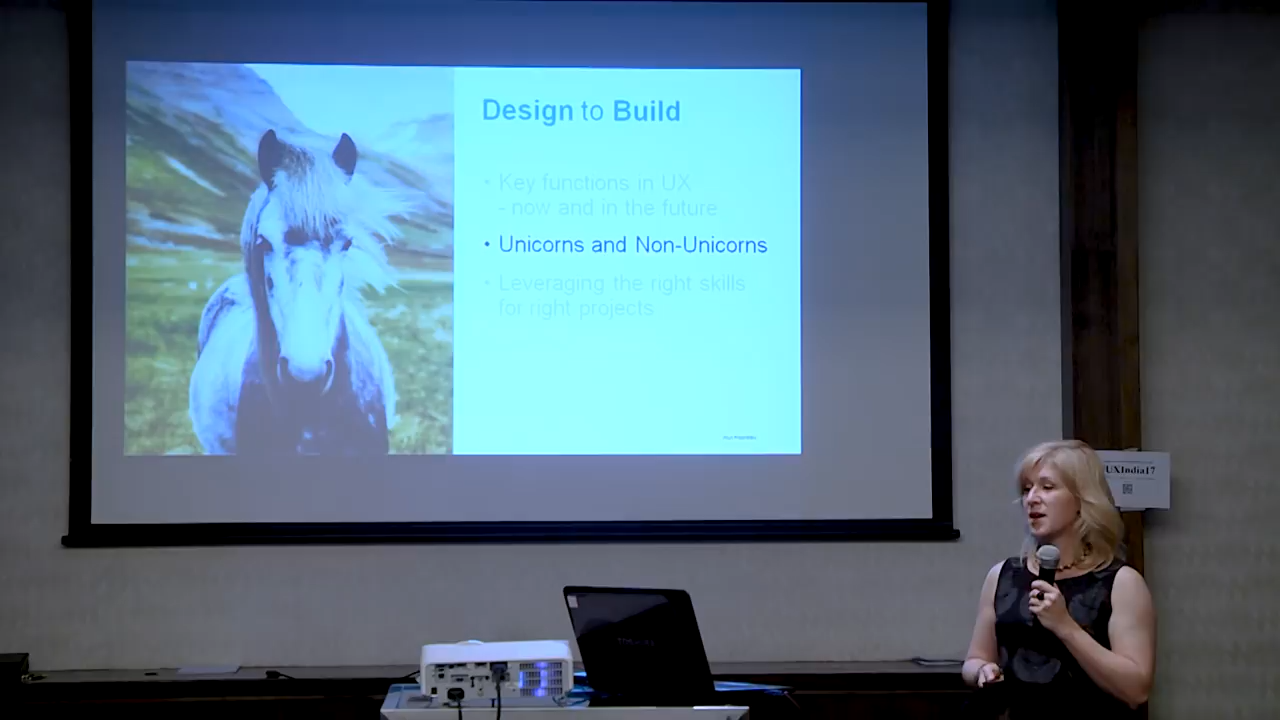 Design to Build
• Key functions in UX
- now and in the future
• Unicorns and Non-Unicorns
• Leveraging the right skills
for right projects
UXIndia17